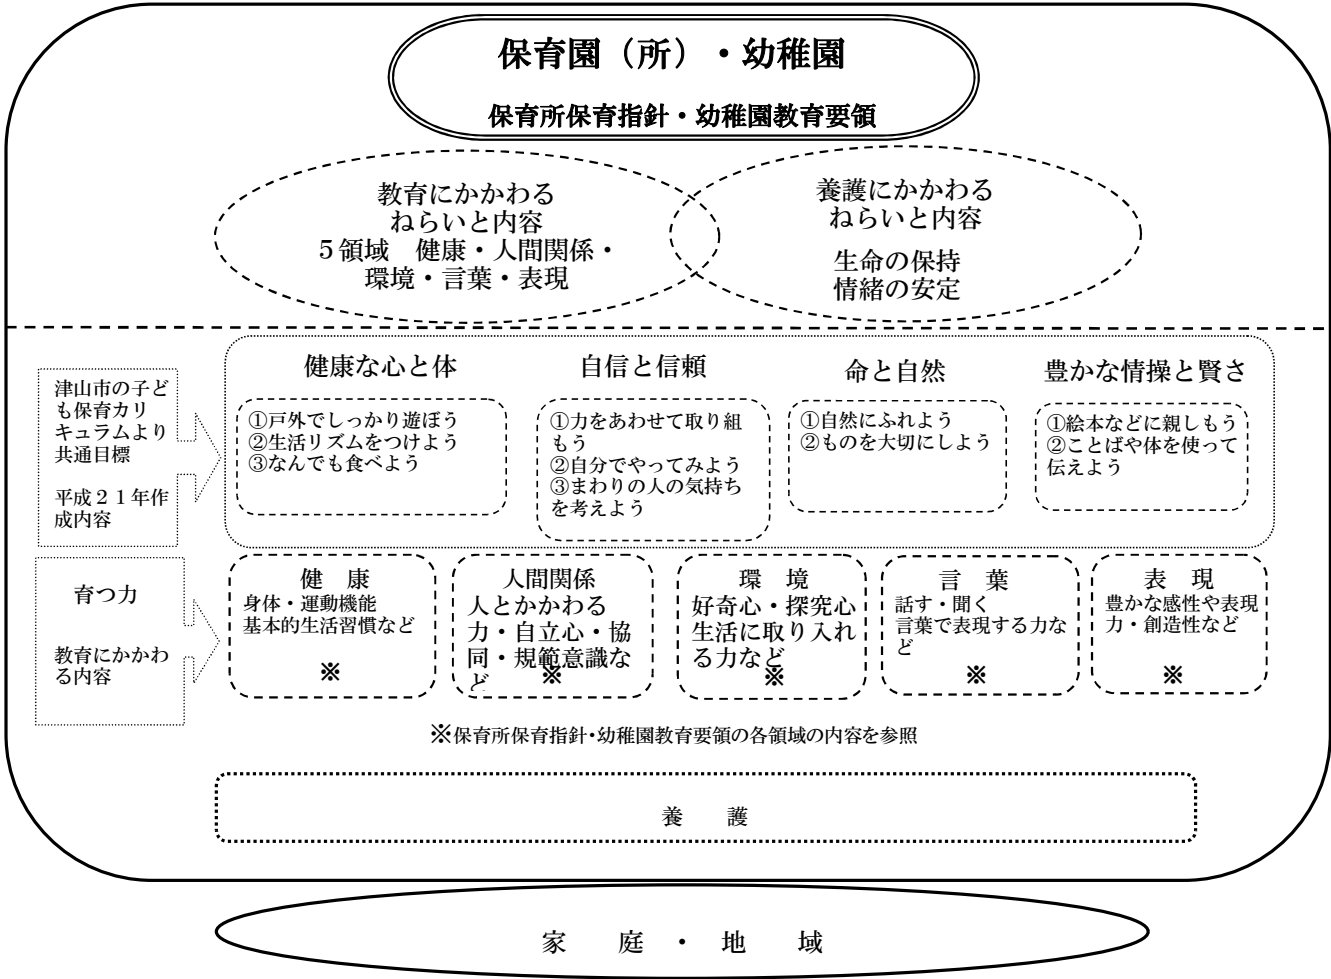 保育園（所）・幼稚園
保育所保育指針・幼稚園教育要領
教育にかかわる
ねらいと内容
５領域　健康・人間関係・
環境・言葉・表現
養護にかかわる
ねらいと内容
生命の保持
情緒の安定
津山市の子ど
も保育カリ
キュラムより
共通目標
平成２１年作
成内容
健康な心と体
①戸外でしっかり遊ぼう
②生活リズムをつけよう
③なんでも食べよう
自信と信頼
①力をあわせて取り組
もう
②自分でやってみよう
③まわりの人の気持ち
を考えよう
命と自然
①自然にふれよう
②ものを大切にしよう
豊かな情操と賢さ
①絵本などに親しもう
②ことばや体を使って
伝えよう
育つ力
教育にかかわ
る内容
健　康
身体・運動機能
基本的生活習慣など
※
人間関係
人とかかわる
力・自立心・協
同・規範意識な
ど
※
環　境
好奇心・探究心
生活に取り入れ
る力など
※
言　葉
話す・聞く
言葉で表現する力な
ど
※
表　現
豊かな感性や表現
力・創造性など
※
※保育所保育指針・幼稚園教育要領の各領域の内容を参照
養　　護
家　　庭　・　地　　域